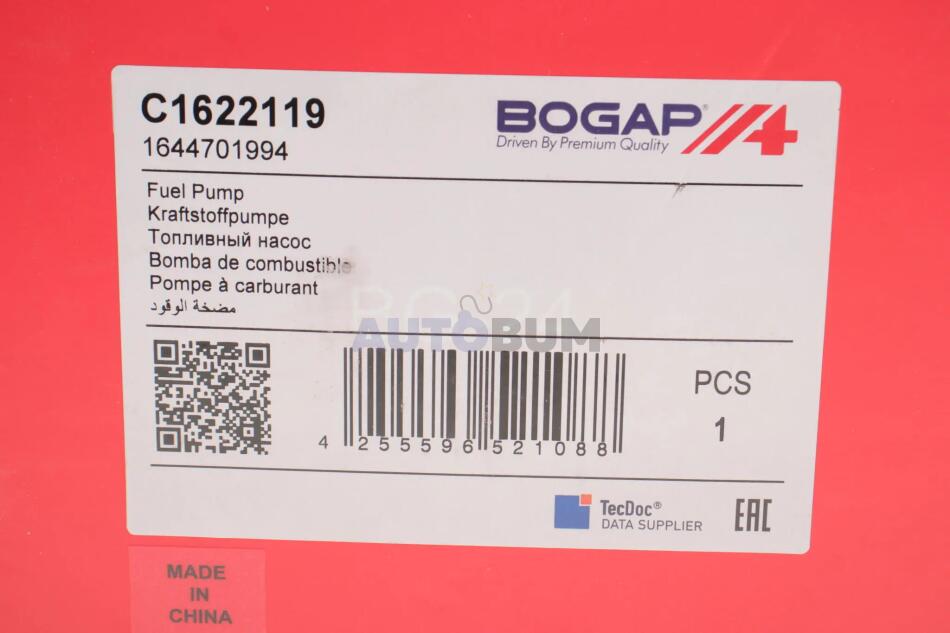 C1622119
1644701994
BOGAP®
Driven By Premium Quality
Fuel Pump
Kraftstoffpumpe
Топливный насос
Bomba de combustible
Pompe à carburant
مضخة الوقود
AUTOBUM
4 255596 521088
PCS
1
TecDoc®
DATA SUPPLIER
EAC
MADE
IN
CHINA